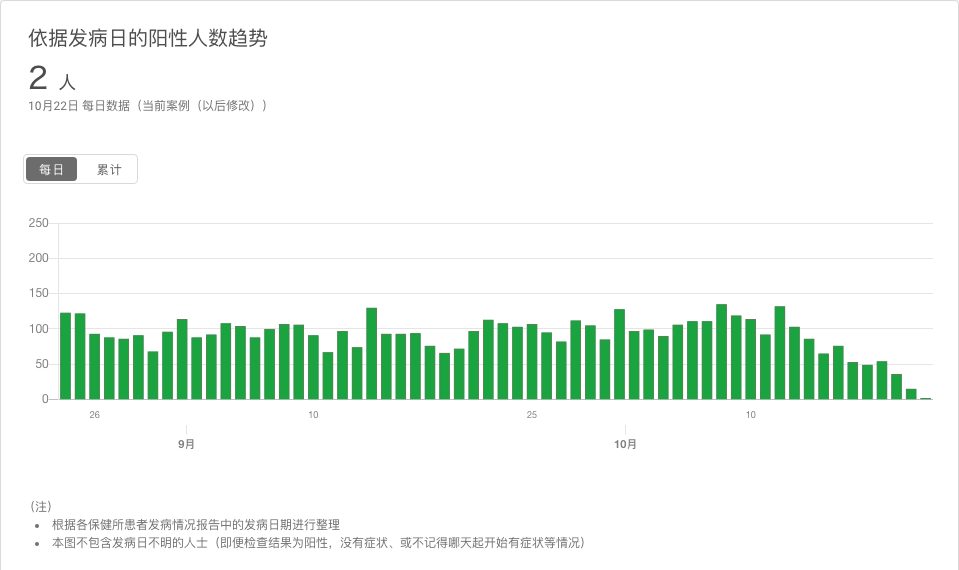 依据发病日的阳性人数趋势
2 人
10月22日 每日数据（当前案例（以后修改））
每日 累计
250
200
150
100
50
0
26 10 25 10
9月 10月
（注）
• 根据各保健所患者发病情况报告中的发病日期进行整理
• 本图不包含发病日不明的人士（即便检查结果为阳性，没有症状、或不记得哪天起开始有症状等情况）